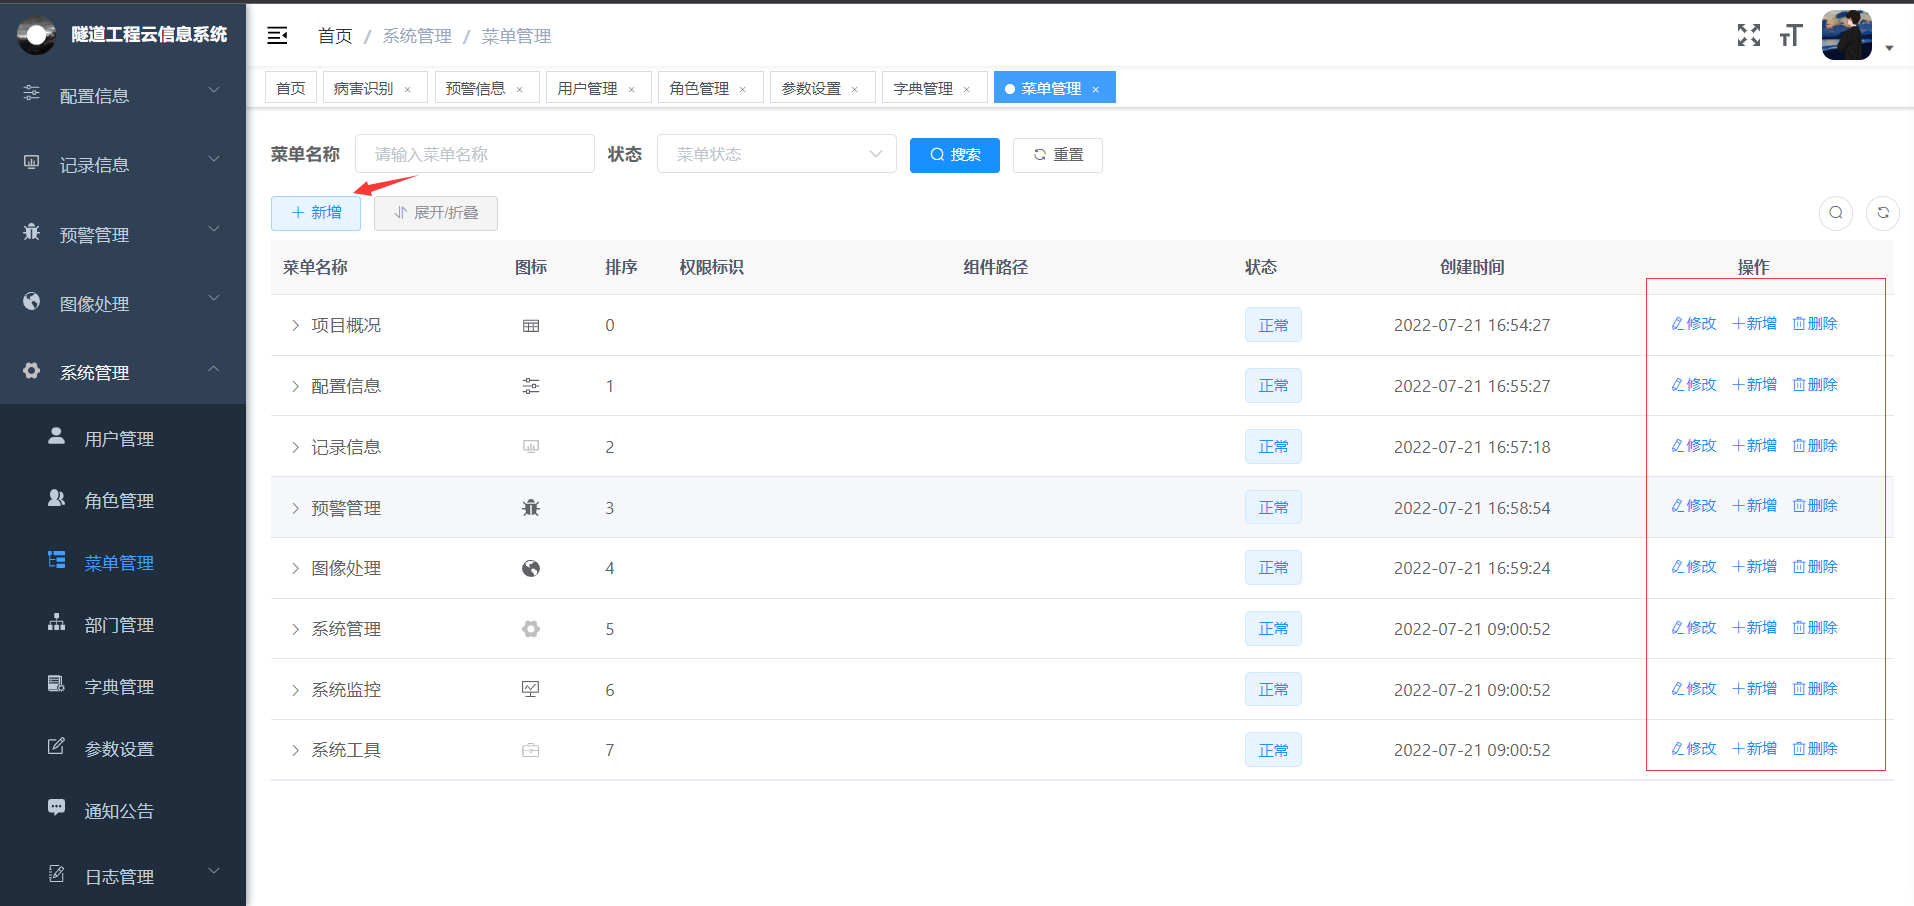 隧道工程云信息系统
首页 / 系统管理 / 菜单管理
首页 病害识别 × 预警信息 × 用户管理 × 角色管理 × 参数设置 × 字典管理 × 菜单管理 ×
配置信息
记录信息
预警管理
图像处理
系统管理
用户管理
角色管理
菜单管理
部门管理
字典管理
参数设置
通知公告
日志管理
菜单名称 请输入菜单名称 状态 菜单状态 搜索 重置
新增 展开/折叠
菜单名称 图标 排序 权限标识 组件路径 状态 创建时间 操作
项目概况 0 正常 2022-07-21 16:54:27 修改 新增 删除
配置信息 1 正常 2022-07-21 16:55:27 修改 新增 删除
记录信息 2 正常 2022-07-21 16:57:18 修改 新增 删除
预警管理 3 正常 2022-07-21 16:58:54 修改 新增 删除
图像处理 4 正常 2022-07-21 16:59:24 修改 新增 删除
系统管理 5 正常 2022-07-21 09:00:52 修改 新增 删除
系统监控 6 正常 2022-07-21 09:00:52 修改 新增 删除
系统工具 7 正常 2022-07-21 09:00:52 修改 新增 删除